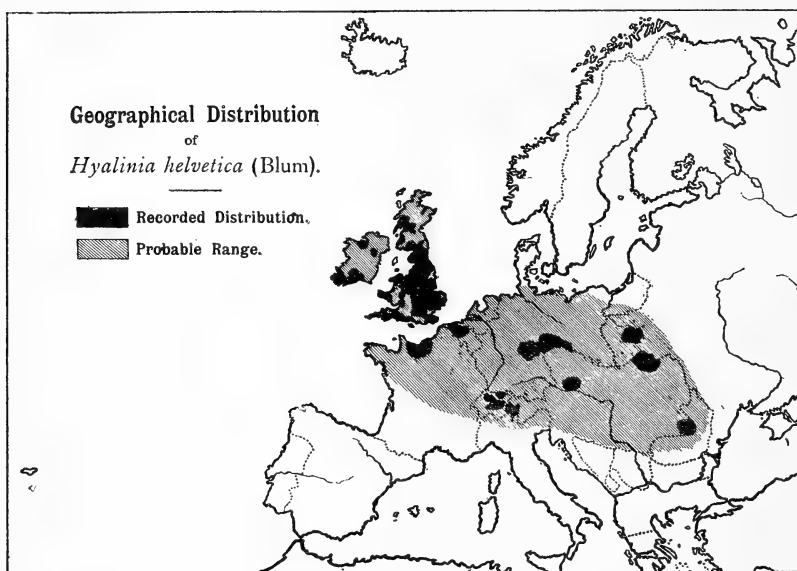 Geographical Distribution
of
Hyalinia helvetica (Blum).
Recorded Distribution.
Probable Range.